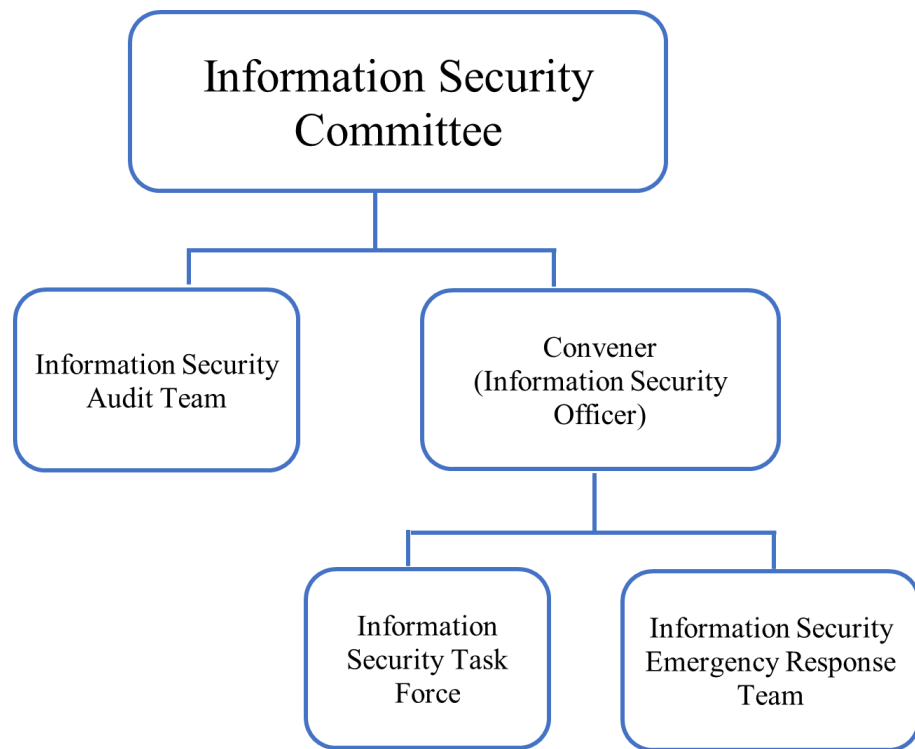 Information Security
Committee
Information Security
Audit Team
Convener
(Information Security
Officer)
Information
Security Task
Force
Information Security
Emergency Response
Team